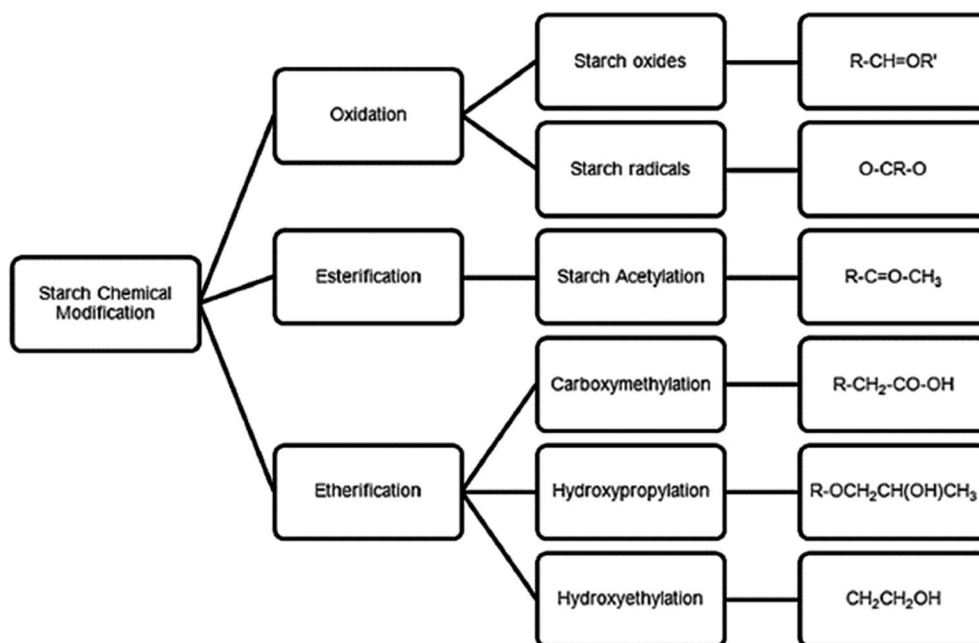 Starch Chemical
Modification
Oxidation
Starch oxides
R-CH=OR'
Starch radicals
O-CR-O
Esterification
Starch Acetylation
R-C=O-CH₃
Etherification
Carboxymethylation
R-CH₂-CO-OH
Hydroxypropylation
R-OCH₂CH(OH)CH₃
Hydroxyethylation
CH₂CH₂OH